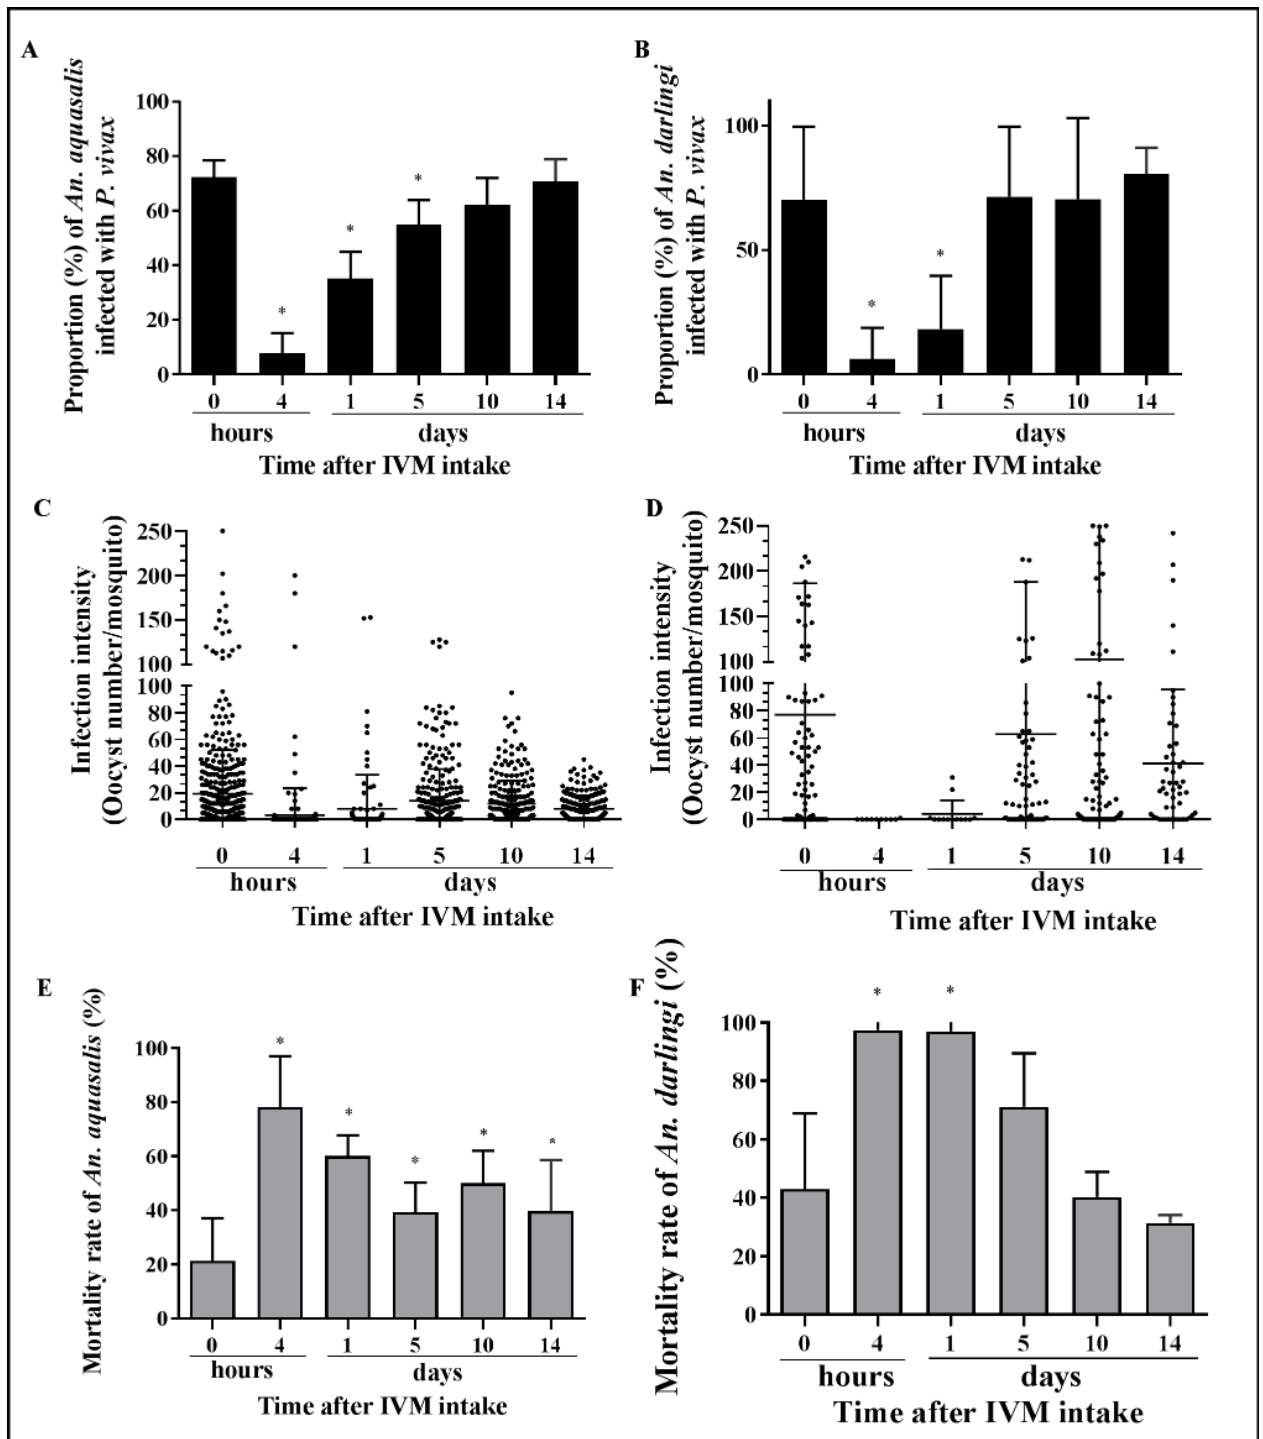 A
Proportion (%) of An. aquasalis
infected with P. vivax
100
80
60
40
20
0
*
*
*
0 4 1 5 10 14
hours days
Time after IVM intake
B
Proportion (%) of An. darlingi
infected with P. vivax
100
50
0
*
*
0 4 1 5 10 14
hours days
Time after IVM intake
C
Infection intensity
(Oocyst number/mosquito)
250
200
150
100
100
80
60
40
20
0
0 4 1 5 10 14
hours days
Time after IVM intake
D
Infection intensity
(Oocyst number/mosquito)
250
200
150
100
100
80
60
40
20
0
0 4 1 5 10 14
hours days
Time after IVM intake
E
Mortality rate of An. aquasalis (%)
100
80
60
40
20
0
*
*
*
*
*
0 4 1 5 10 14
hours days
Time after IVM intake
F
Mortality rate of An. darlingi (%)
100
80
60
40
20
0
* *
0 4 1 5 10 14
hours days
Time after IVM intake